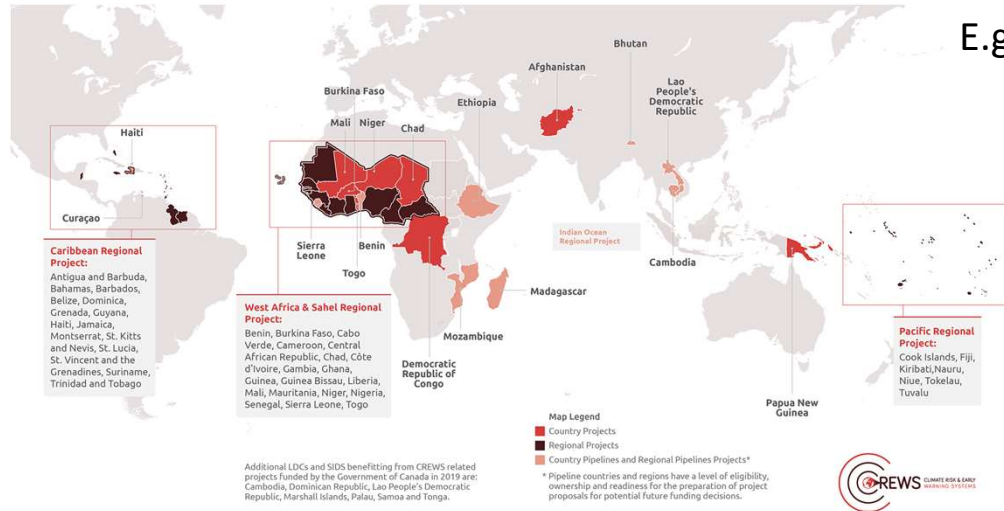 E.g
Bhutan
Afghanistan
Lao
People's
Democratic
Republic
Burkina Faso
Ethiopia
Mali
Niger
Chad
Haiti
Curaçao
Sierra
Leone
Benin
Togo
Indian Ocean
Regional Project
Cambodia
Madagascar
Mozambique
Democratic
Republic of
Congo
Papua New
Guinea
Caribbean Regional
Project:
Antigua and Barbuda,
Bahamas, Barbados,
Belize, Dominica,
Grenada, Guyana,
Haiti, Jamaica,
Montserrat, St. Kitts
and Nevis, St. Lucia,
St. Vincent and the
Grenadines, Suriname,
Trinidad and Tobago
West Africa & Sahel Regional
Project:
Benin, Burkina Faso, Cabo
Verde, Cameroon, Central
African Republic, Chad, Côte
d'Ivoire, Gambia, Ghana,
Guinea, Guinea Bissau, Liberia,
Mali, Mauritania, Niger, Nigeria,
Senegal, Sierra Leone, Togo
Pacific Regional
Project:
Cook Islands, Fiji,
Kiribati,Nauru,
Niue, Tokelau,
Tuvalu
Map Legend
Country Projects
Regional Projects
Country Pipelines and Regional Pipelines Projects*
* Pipeline countries and regions have a level of eligibility,
ownership and readiness for the preparation of project
proposals for potential future funding decisions.
Additional LDCs and SIDS benefitting from CREWS related
projects funded by the Government of Canada in 2019 are:
Cambodia, Dominican Republic, Lao People's Democratic
Republic, Marshall Islands, Palau, Samoa and Tonga.
CREWS
CLIMATE RISK & EARLY
WARNING SYSTEMS